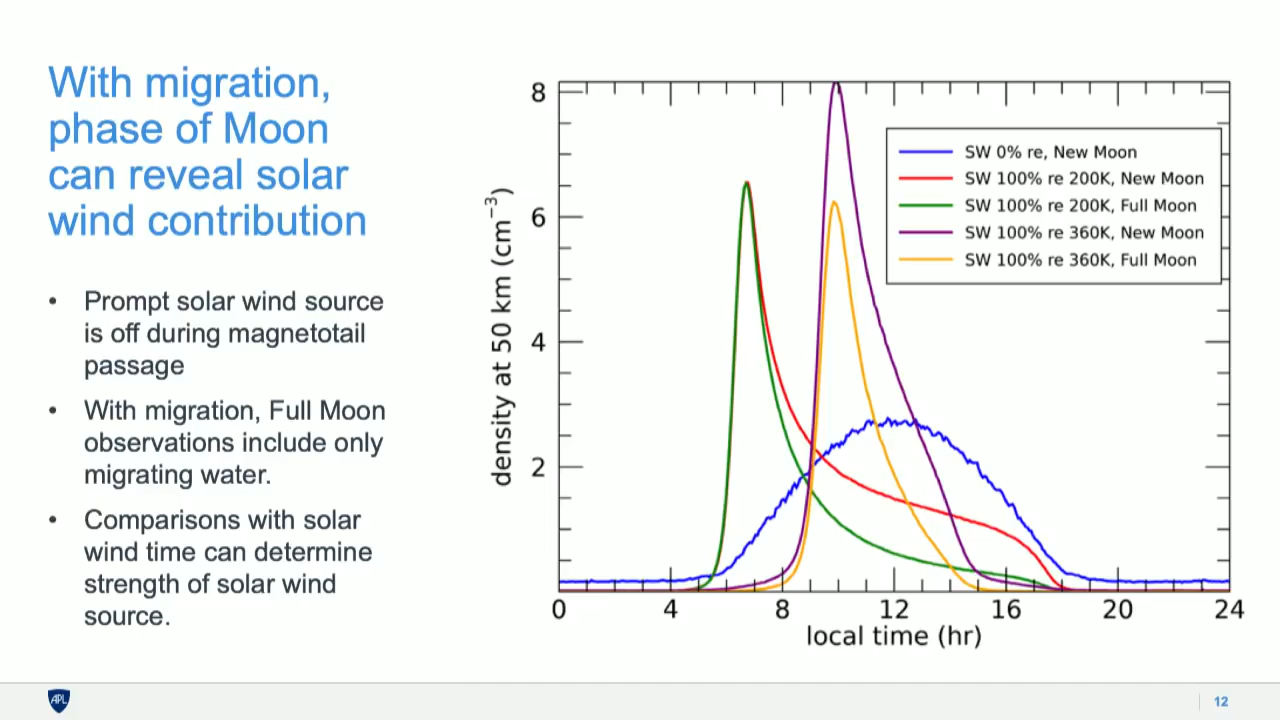 With migration,
phase of Moon
can reveal solar
wind contribution
• Prompt solar wind source
is off during magnetotail
passage
• With migration, Full Moon
observations include only
migrating water.
• Comparisons with solar
wind time can determine
strength of solar wind
source.
8
6
4
2
density at 50 km (cm⁻³)
SW 0% re, New Moon
SW 100% re 200K, New Moon
SW 100% re 200K, Full Moon
SW 100% re 360K, New Moon
SW 100% re 360K, Full Moon
0 4 8 12 16 20 24
local time (hr)
APL
12